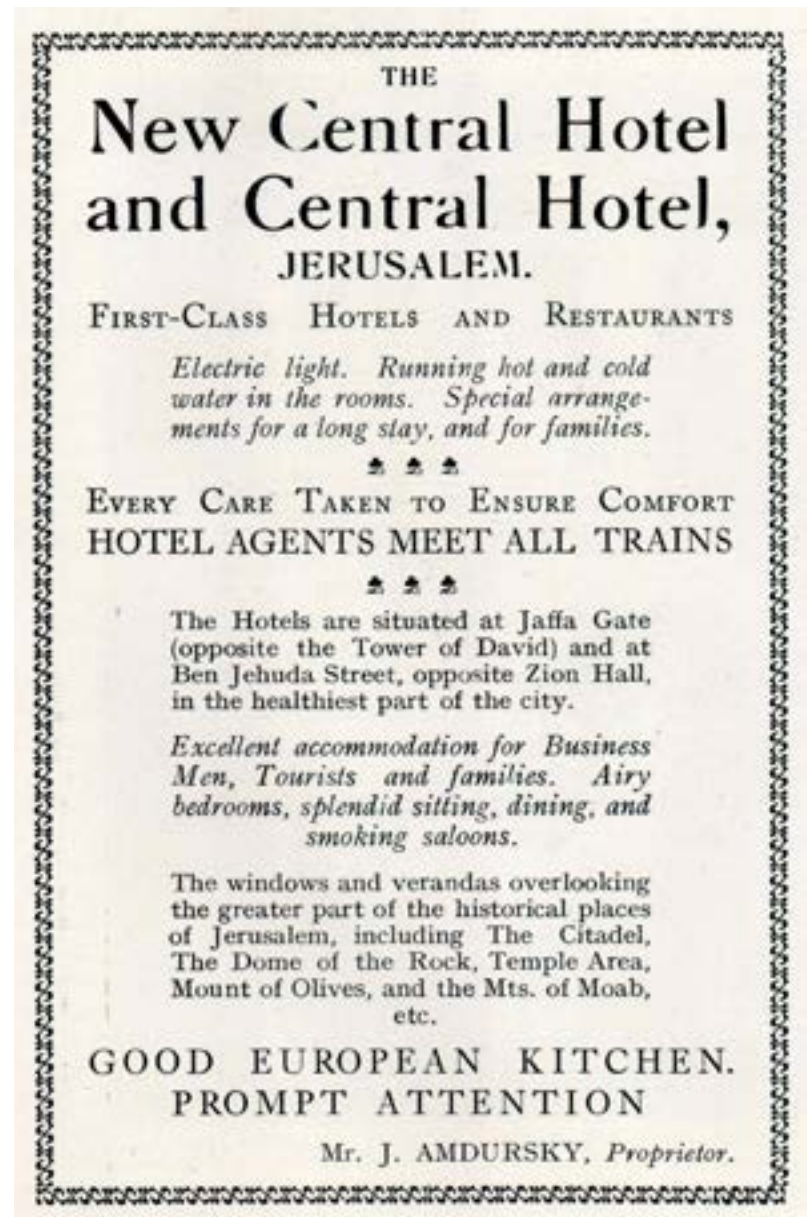 THE
New Central Hotel
and Central Hotel,
JERUSALEM.
FIRST-CLASS HOTELS AND RESTAURANTS
Electric light. Running hot and cold
water in the rooms. Special arrange-
ments for a long stay, and for families.
EVERY CARE TAKEN TO ENSURE COMFORT
HOTEL AGENTS MEET ALL TRAINS
The Hotels are situated at Jaffa Gate
(opposite the Tower of David) and at
Ben Jehuda Street, opposite Zion Hall,
in the healthiest part of the city.
Excellent accommodation for Business
Men, Tourists and families. Airy
bedrooms, splendid sitting, dining, and
smoking saloons.
The windows and verandas overlooking
the greater part of the historical places
of Jerusalem, including The Citadel,
The Dome of the Rock, Temple Area,
Mount of Olives, and the Mts. of Moab,
etc.
GOOD EUROPEAN KITCHEN.
PROMPT ATTENTION
Mr. J. AMDURSKY, Proprietor.